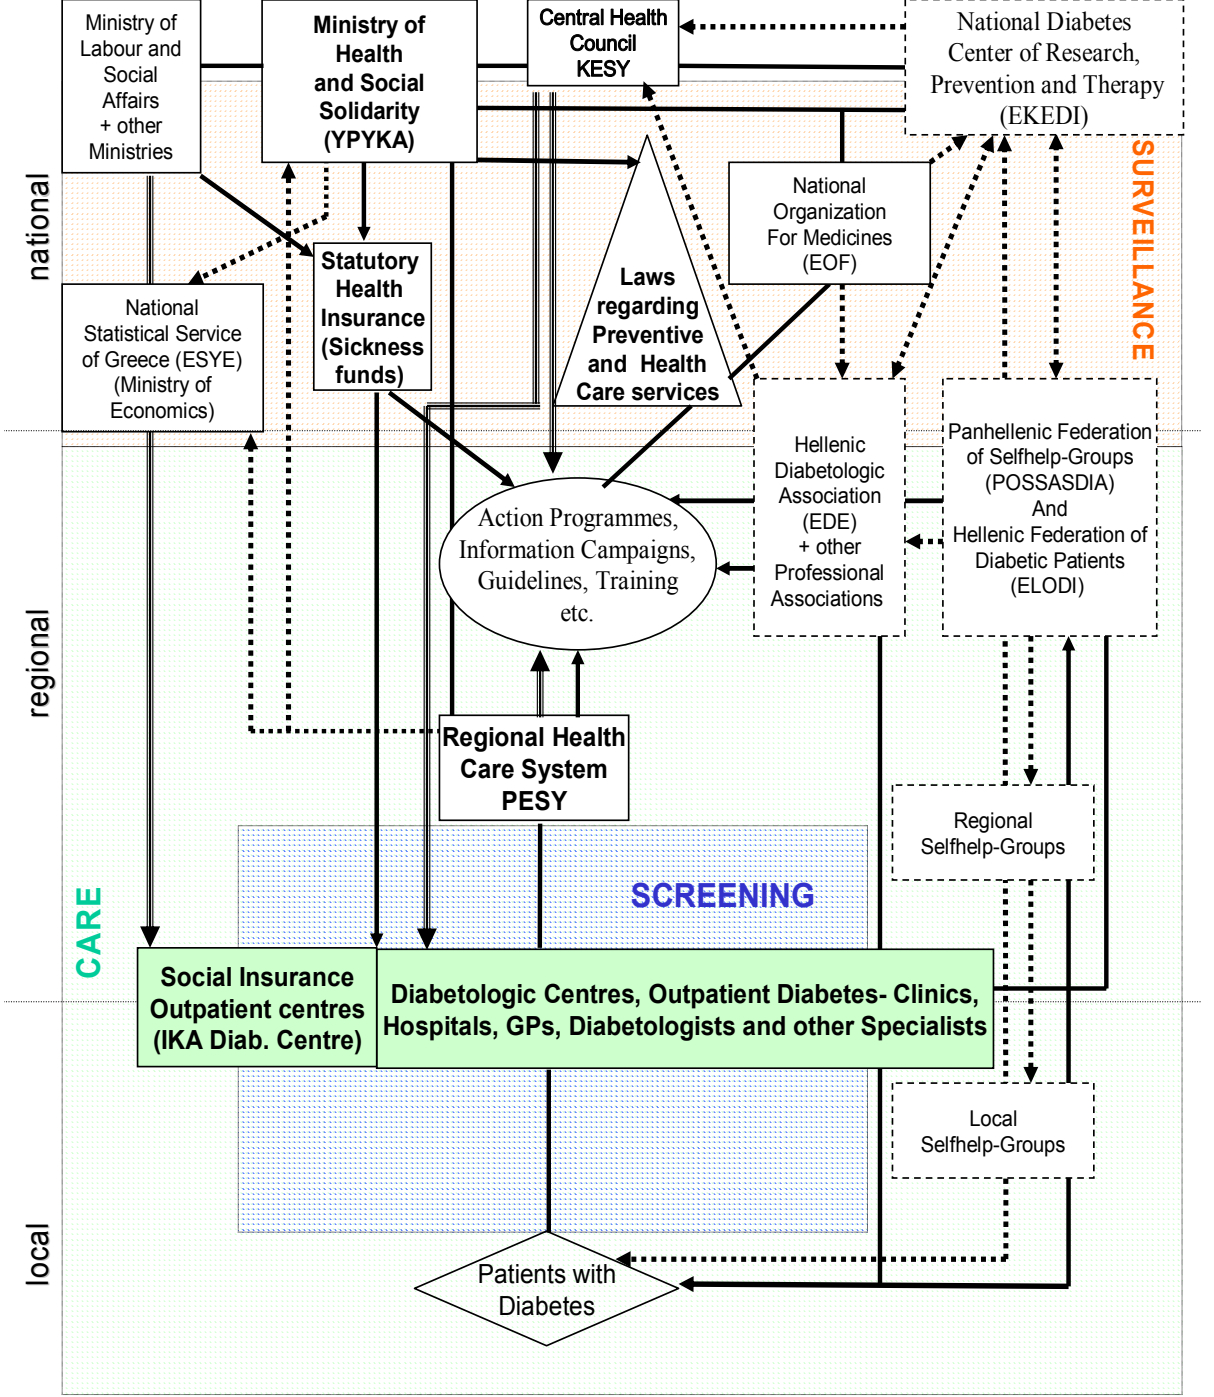 Ministry of
Labour and
Social
Affairs
+ other
Ministries
Ministry of
Health
and Social
Solidarity
(YPYKA)
Central Health
Council
KESY
National Diabetes
Center of Research,
Prevention and Therapy
(EKEDI)
SURVEILLANCE
national
National
Organization
For Medicines
(EOF)
Statutory
Health
Insurance
(Sickness
funds)
Laws
regarding
Preventive
and Health
Care services
National
Statistical Service
of Greece (ESYE)
(Ministry of
Economics)
Hellenic
Diabetologic
Association
(EDE)
+ other
Professional
Associations
Panhellenic Federation
of Selfhelp-Groups
(POSSASDIA)
And
Hellenic Federation of
Diabetic Patients
(ELODI)
Action Programmes,
Information Campaigns,
Guidelines, Training
etc.
regional
Regional Health
Care System
PESY
Regional
Selfhelp-Groups
SCREENING
CARE
Social Insurance
Outpatient centres
(IKA Diab. Centre)
Diabetologic Centres, Outpatient Diabetes- Clinics,
Hospitals, GPs, Diabetologists and other Specialists
Local
Selfhelp-Groups
local
Patients with
Diabetes